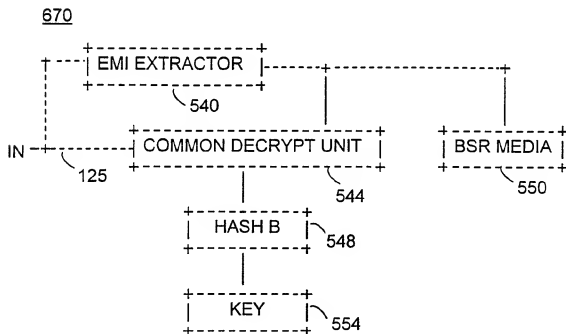 670
EMI EXTRACTOR
540
IN
125
COMMON DECRYPT UNIT
544
BSR MEDIA
550
HASH B
548
KEY
554